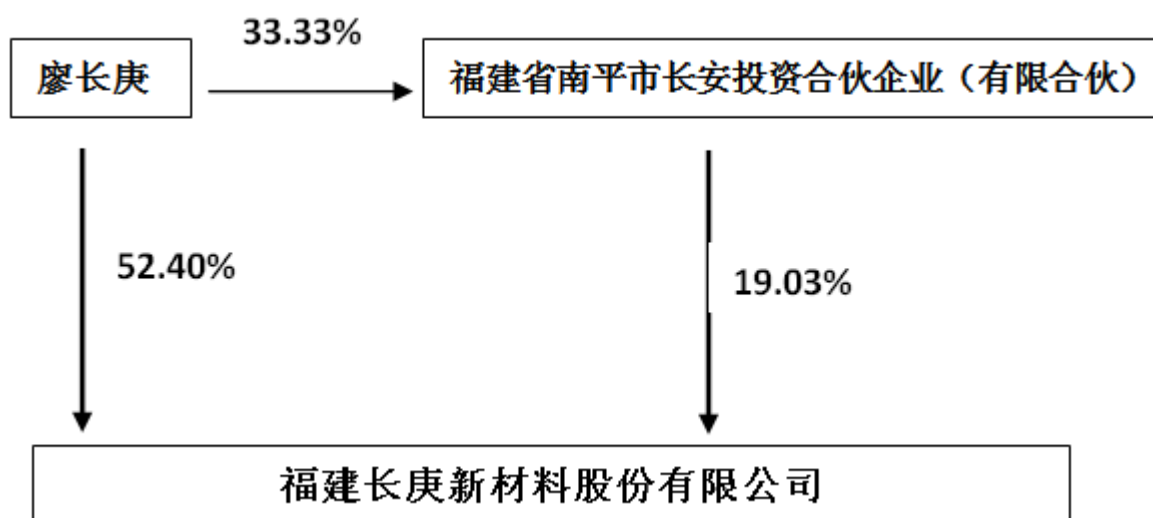 33.33%
廖长庚
福建省南平市长安投资合伙企业（有限合伙）
52.40%
19.03%
福建长庚新材料股份有限公司